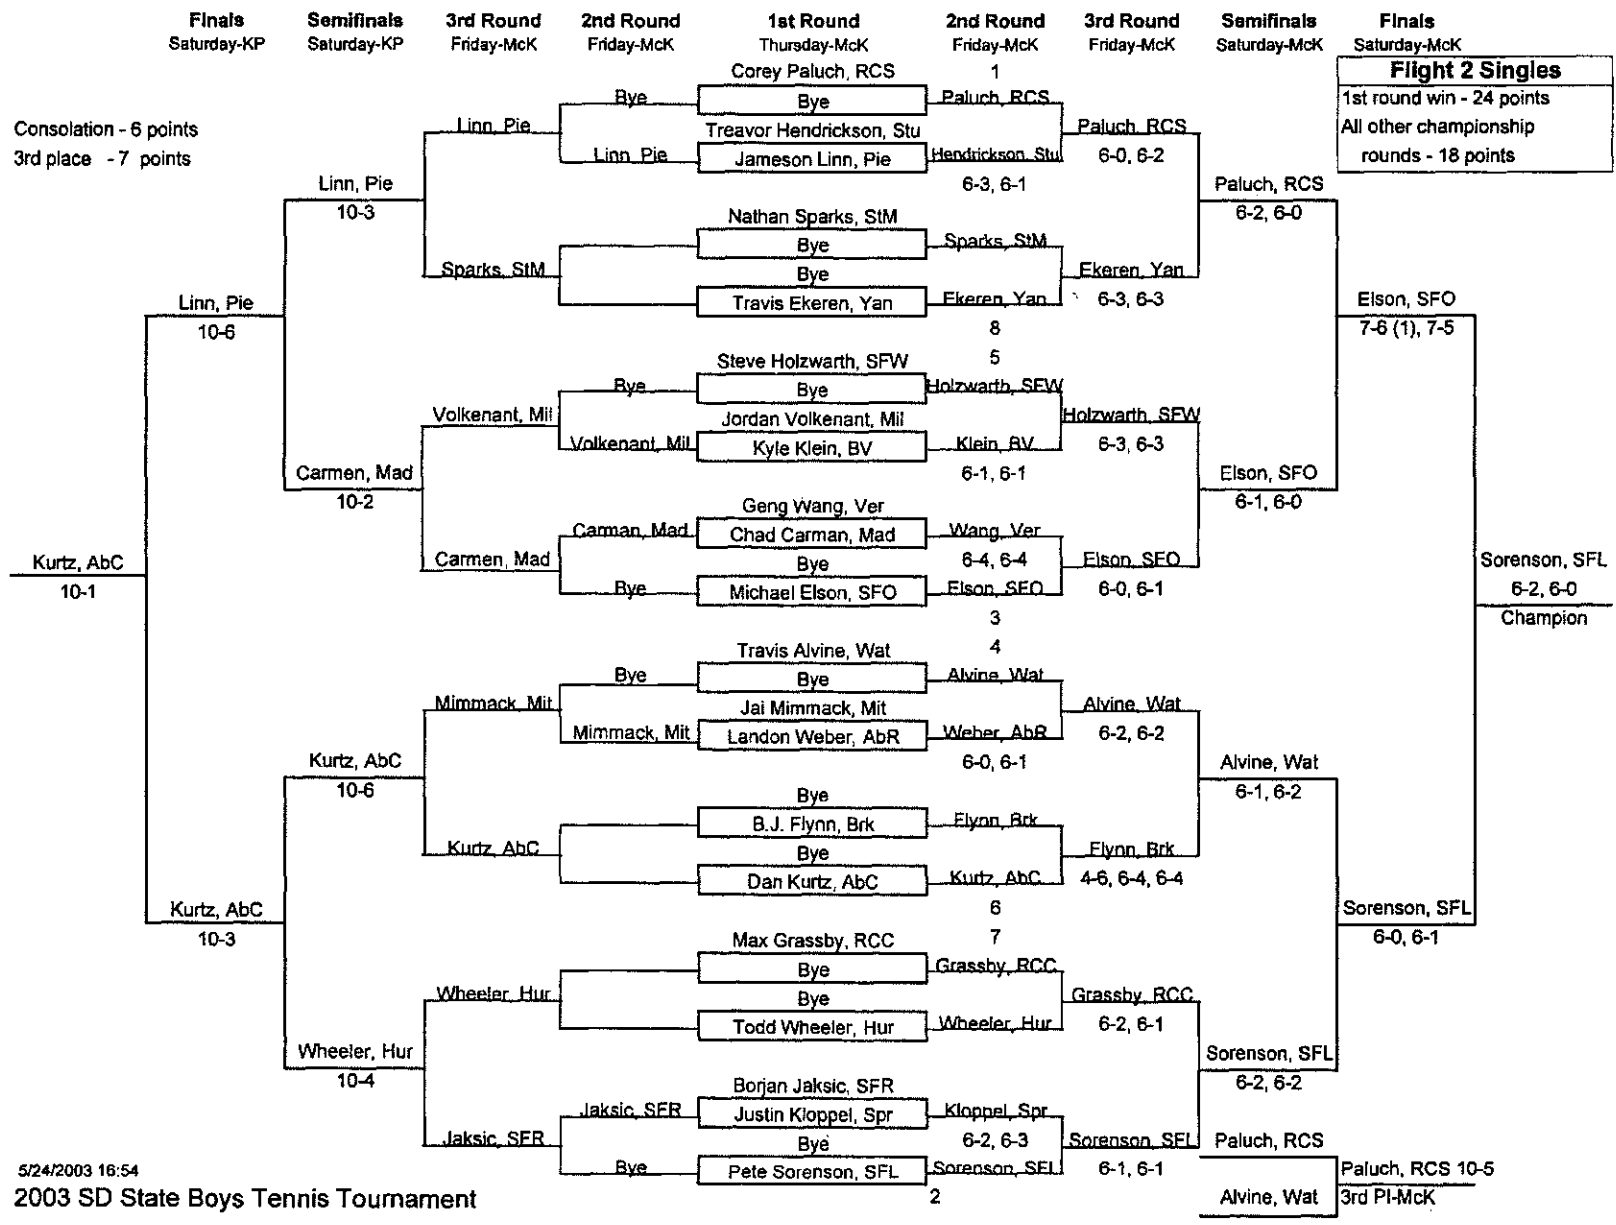 Finals Semifinals 3rd Round 2nd Round 1st Round 2nd Round 3rd Round Semifinals Finals
Saturday-KP Saturday-KP Friday-McK Friday-McK Thursday-McK Friday-McK Friday-McK Saturday-McK Saturday-McK
Corey Paluch, RCS 1 Flight 2 Singles
Bye Bye Paluch, RCS 1st round win - 24 points
Consolation - 6 points Linn, Pie Treavor Hendrickson, Stu Paluch, RCS All other championship
3rd place - 7 points Linn, Pie Jameson Linn, Pie Hendrickson, Stu 6-0, 6-2 rounds - 18 points
Linn, Pie 6-3, 6-1 Paluch, RCS
10-3 Nathan Sparks, StM 6-2, 6-0
Bye Sparks, StM
Sparks, StM Bye Ekeren, Yan
Linn, Pie Travis Ekeren, Yan Ekeren, Yan 6-3, 6-3 Elson, SFO
10-6 8 7-6 (1), 7-5
Steve Holzwarth, SFW 5
Bye Bye Holzwarth, SFW
Volkenant, Mil Jordan Volkenant, Mil Holzwarth, SFW
Volkenant, Mil Kyle Klein, BV Klein, BV 6-3, 6-3
Carmen, Mad 6-1, 6-1 Elson, SFO
10-2 Geng Wang, Ver 6-1, 6-0
Carman, Mad Chad Carman, Mad Wang, Ver
Kurtz, AbC Carmen, Mad Bye 6-4, 6-4 Elson, SFO Sorenson, SFL
10-1 Bye Michael Elson, SFO Elson, SFO 6-0, 6-1 6-2, 6-0
3 Champion
Travis Alvine, Wat 4
Bye Bye Alvine, Wat
Mimmack, Mit Jai Mimmack, Mit Alvine, Wat
Mimmack, Mit Landon Weber, AbR Weber, AbR 6-2, 6-2
Kurtz, AbC 6-0, 6-1 Alvine, Wat
10-6 Bye 6-1, 6-2
B.J. Flynn, Brk Flynn, Brk
Kurtz, AbC Bye Flynn, Brk
Dan Kurtz, AbC Kurtz, AbC 4-6, 6-4, 6-4
Kurtz, AbC 6 Sorenson, SFL
10-3 Max Grassby, RCC 7 6-0, 6-1
Bye Grassby, RCC
Wheeler, Hur Bye Grassby, RCC
Todd Wheeler, Hur Wheeler, Hur 6-2, 6-1
Wheeler, Hur Sorenson, SFL
10-4 Borjan Jaksic, SFR 6-2, 6-2
Jaksic, SFR Justin Kloppel, Spr Kloppel, Spr
Jaksic, SFR Bye 6-2, 6-3 Sorenson, SFL Paluch, RCS
5/24/2003 16:54 Bye Pete Sorenson, SFL Sorenson, SFL 6-1, 6-1 Paluch, RCS 10-5
2003 SD State Boys Tennis Tournament 2 Alvine, Wat 3rd Pl-McK